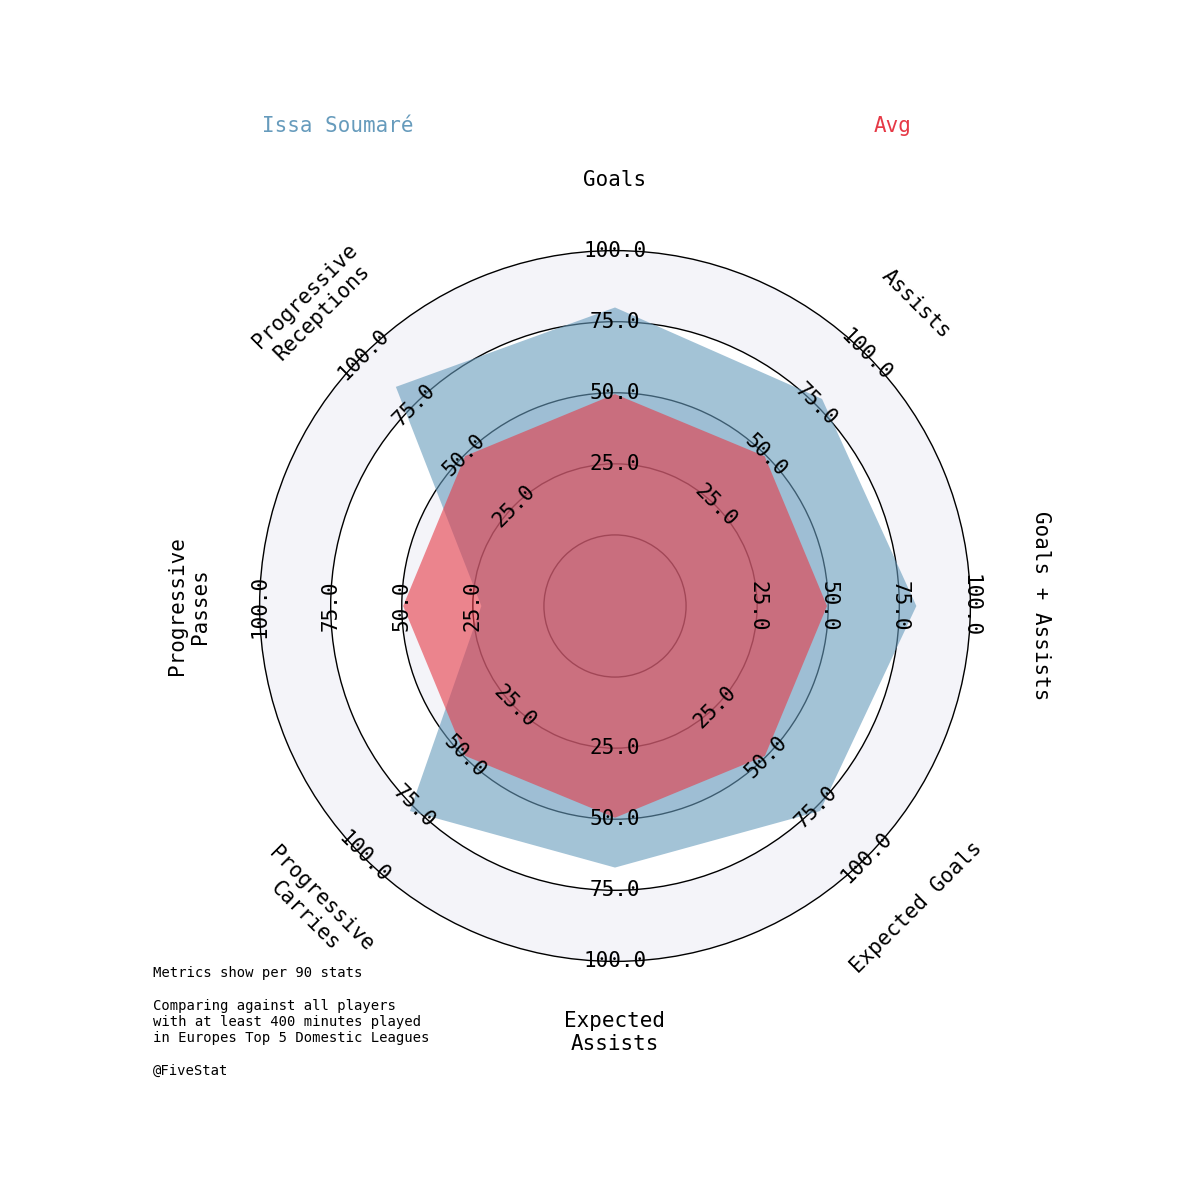 Issa Soumaré
Avg
Goals
Assists
Goals + Assists
Expected Goals
Expected
Assists
Progressive
Carries
Progressive
Passes
Progressive
Receptions
25.0
50.0
75.0
100.0
25.0
50.0
75.0
100.0
25.0
50.0
75.0
100.0
25.0
50.0
75.0
100.0
25.0
50.0
75.0
100.0
25.0
50.0
75.0
100.0
25.0
50.0
75.0
100.0
25.0
50.0
75.0
100.0
Metrics show per 90 stats
Comparing against all players
with at least 400 minutes played
in Europes Top 5 Domestic Leagues
@FiveStat